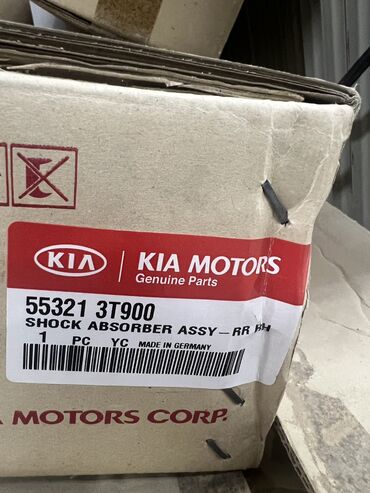 KIA KIA MOTORS
Genuine Parts
55321 3T900
SHOCK ABSORBER ASSY-RR
1 PC YC MADE IN GERMANY
MOTORS CORP.